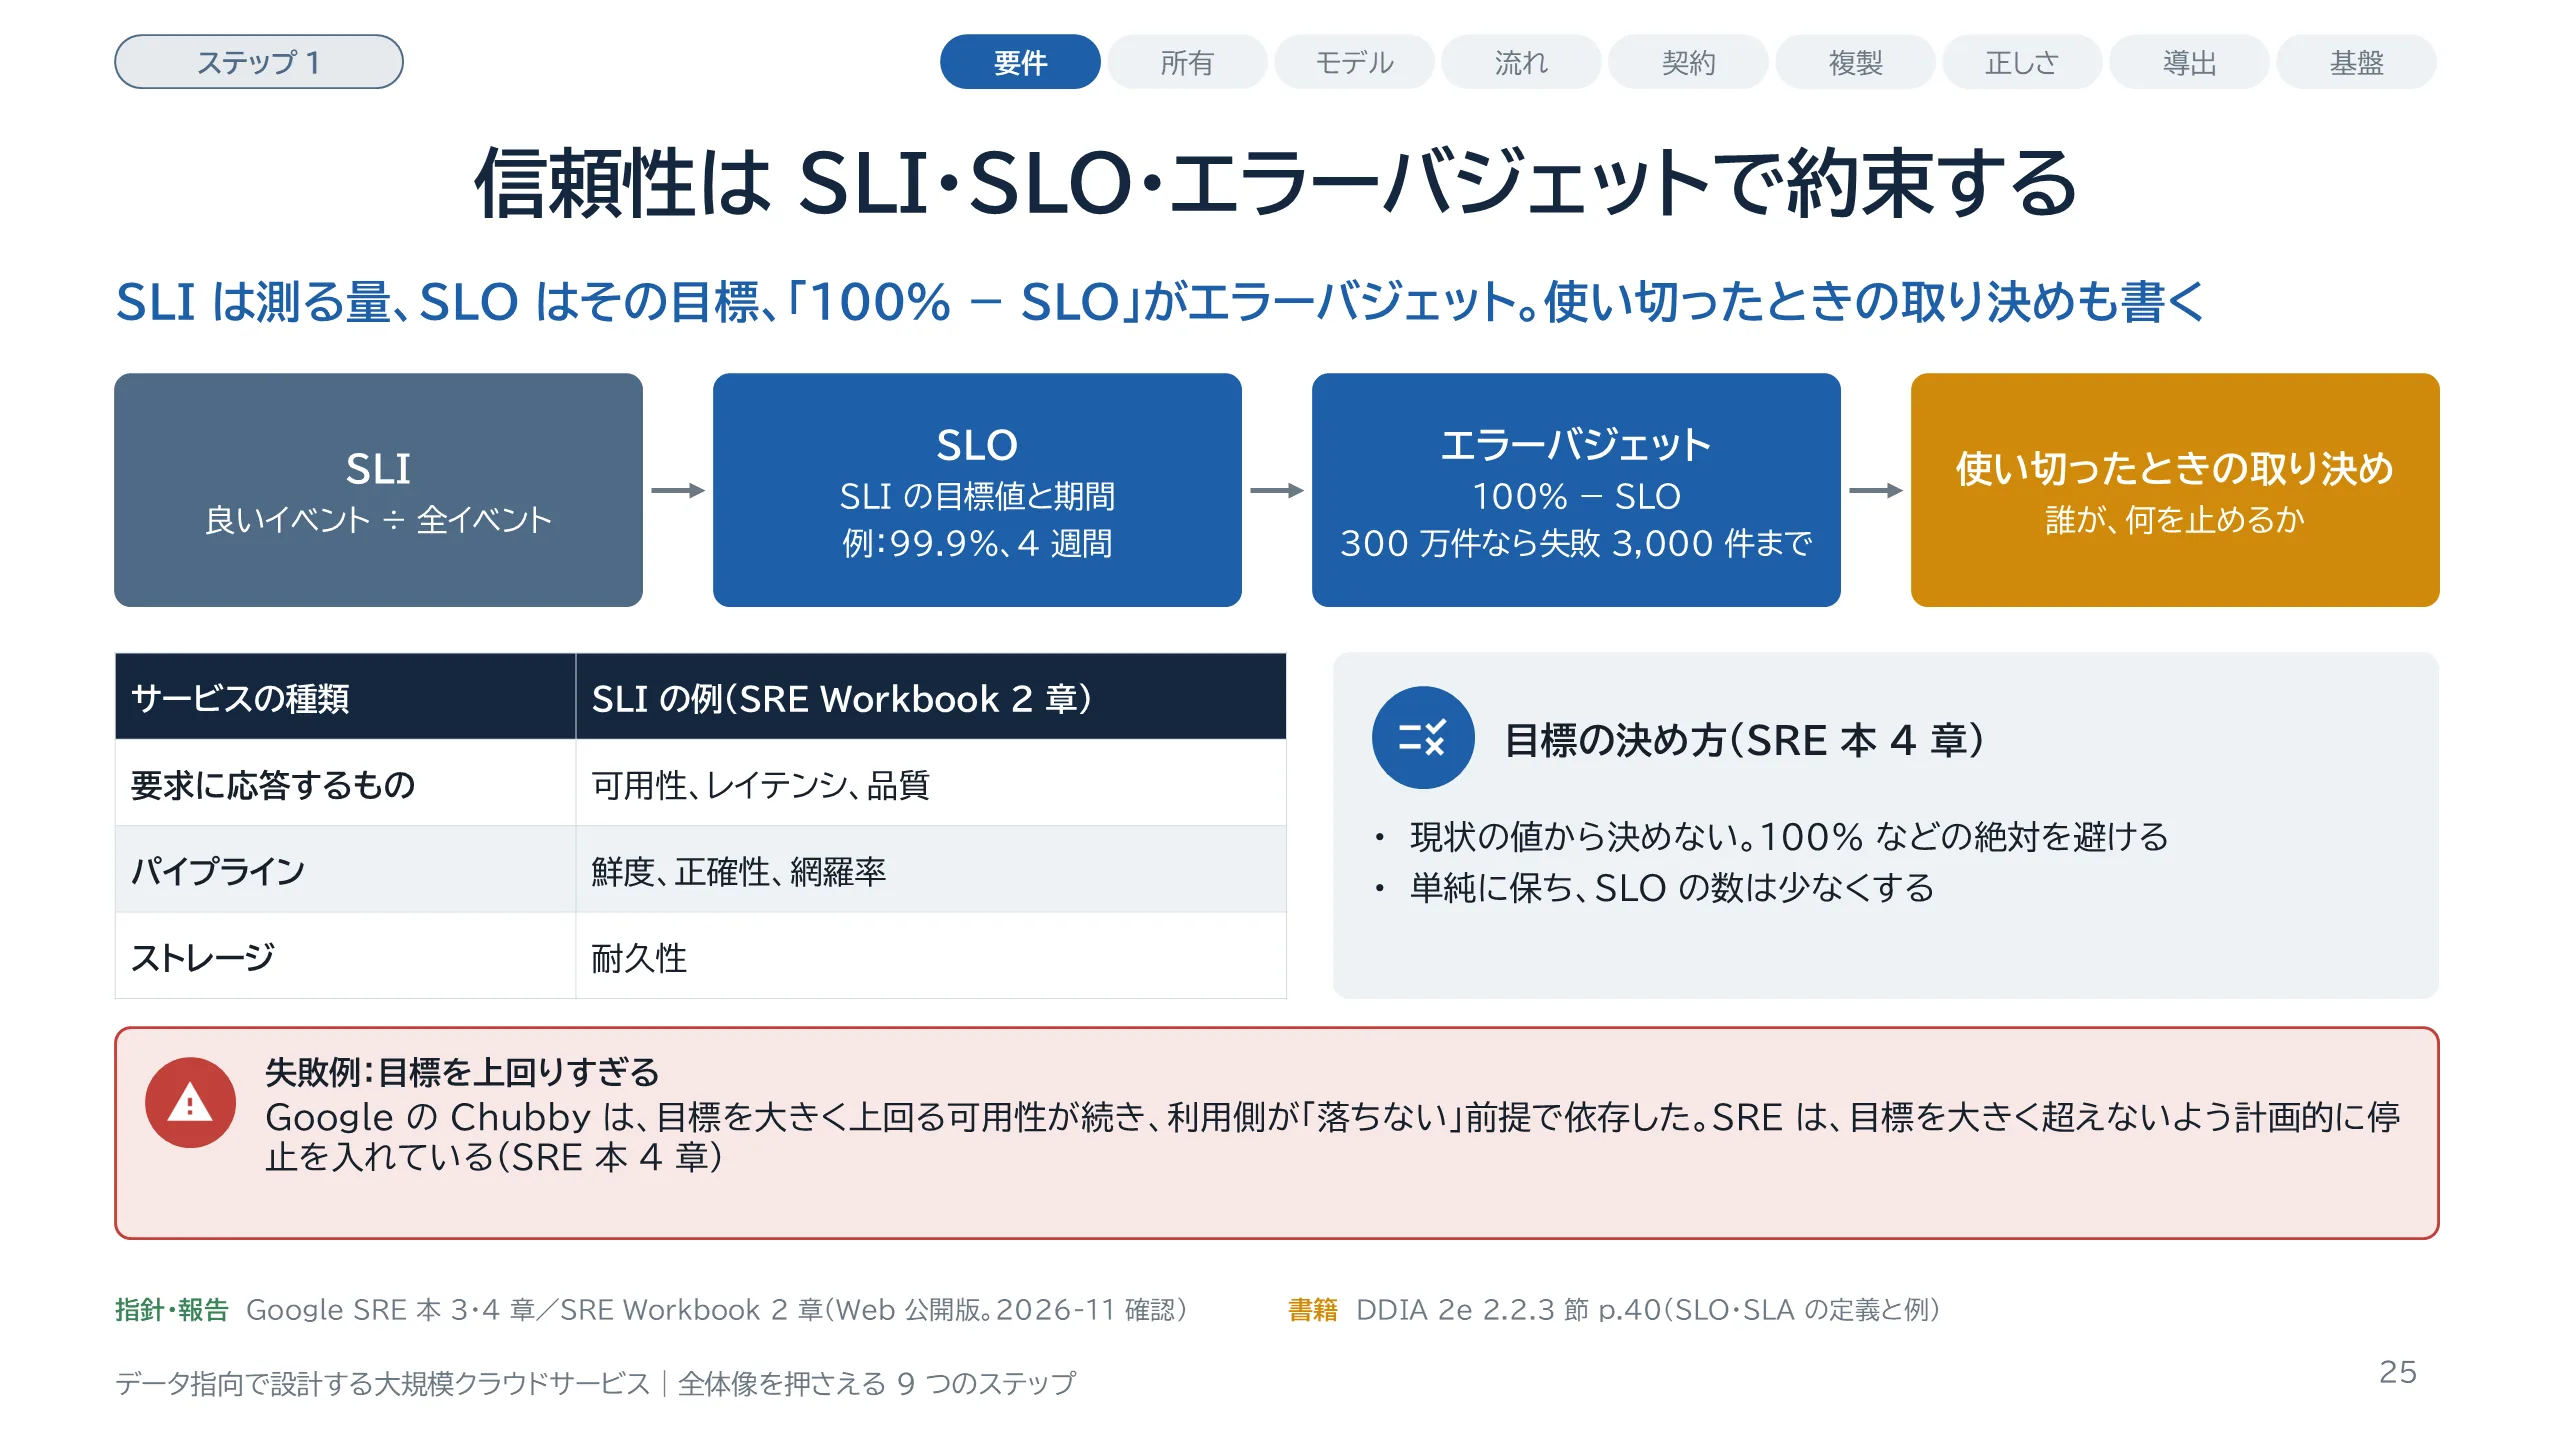 ステップ 1
要件
所有
モデル
流れ
契約
複製
正しさ
導出
基盤
信頼性は SLI・SLO・エラーバジェットで約束する
SLI は測る量、SLO はその目標、「100% − SLO」がエラーバジェット。使い切ったときの取り決めも書く
SLI
良いイベント ÷ 全イベント
SLO
SLI の目標値と期間
例：99.9%、4 週間
エラーバジェット
100% − SLO
300 万件なら失敗 3,000 件まで
使い切ったときの取り決め
誰が、何を止めるか
サービスの種類
SLI の例（SRE Workbook 2 章）
要求に応答するもの
可用性、レイテンシ、品質
パイプライン
鮮度、正確性、網羅率
ストレージ
耐久性
目標の決め方（SRE 本 4 章）
・ 現状の値から決めない。100% などの絶対を避ける
・ 単純に保ち、SLO の数は少なくする
失敗例：目標を上回りすぎる
Google の Chubby は、目標を大きく上回る可用性が続き、利用側が「落ちない」前提で依存した。SRE は、目標を大きく超えないよう計画的に停
止を入れている（SRE 本 4 章）
指針・報告 Google SRE 本 3・4 章／SRE Workbook 2 章（Web 公開版。2026-11 確認）
書籍 DDIA 2e 2.2.3 節 p.40（SLO・SLA の定義と例）
データ指向で設計する大規模クラウドサービス｜全体像を押さえる 9 つのステップ
25